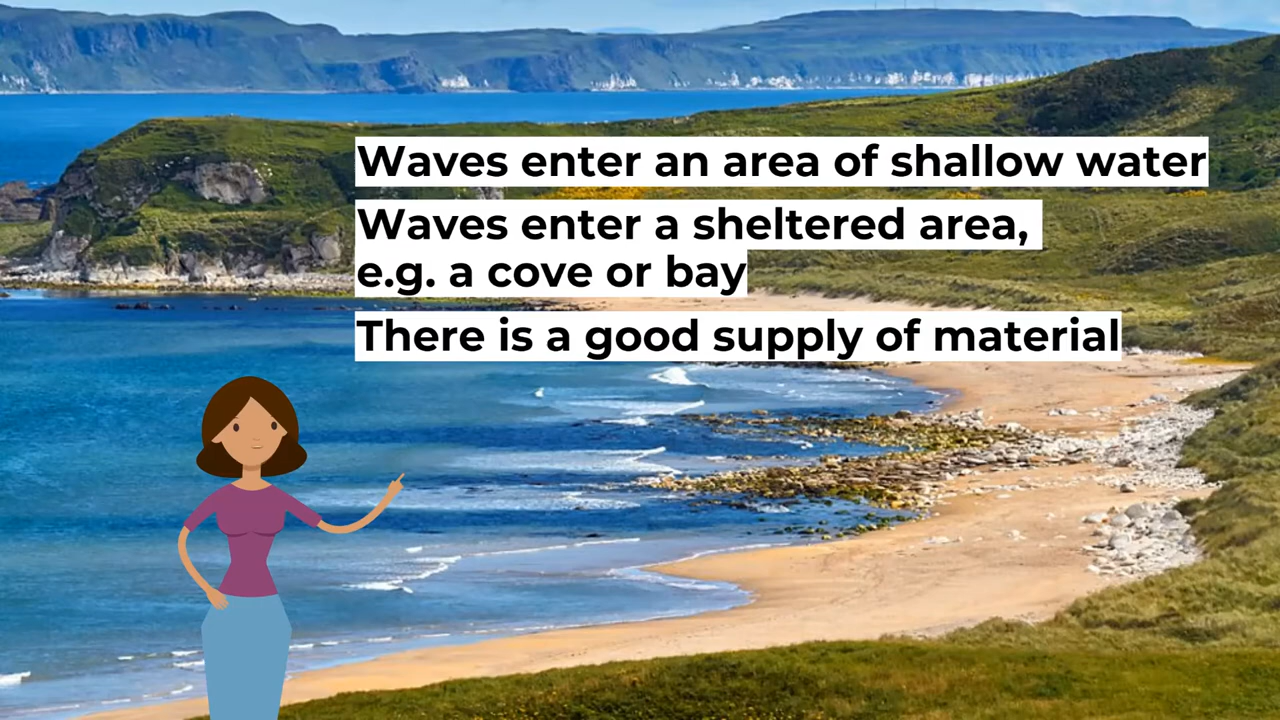 Waves enter an area of shallow water
Waves enter a sheltered area,
e.g. a cove or bay
There is a good supply of material